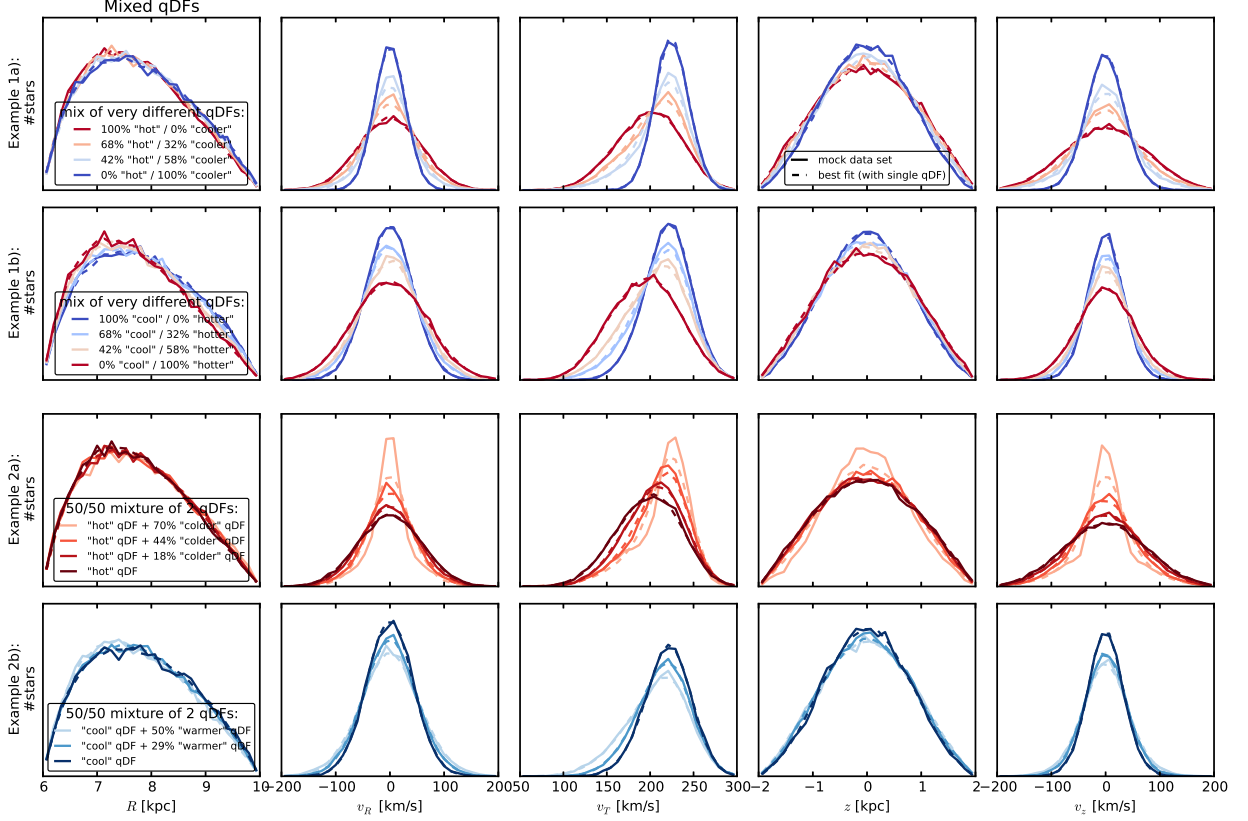 Mixed qDFs
Example 1a):
#stars
mix of very different qDFs:
100% "hot" / 0% "cooler"
68% "hot" / 32% "cooler"
42% "hot" / 58% "cooler"
0% "hot" / 100% "cooler"
mock data set
best fit (with single qDF)
Example 1b):
#stars
mix of very different qDFs:
100% "cool" / 0% "hotter"
68% "cool" / 32% "hotter"
42% "cool" / 58% "hotter"
0% "cool" / 100% "hotter"
Example 2a):
#stars
50/50 mixture of 2 qDFs:
"hot" qDF + 70% "colder" qDF
"hot" qDF + 44% "colder" qDF
"hot" qDF + 18% "colder" qDF
"hot" qDF
Example 2b):
#stars
50/50 mixture of 2 qDFs:
"cool" qDF + 50% "warmer" qDF
"cool" qDF + 29% "warmer" qDF
"cool" qDF
6 7 8 9 10
−200 −100 0 100 200
50 100 150 200 250 300
−2 −1 0 1 2
−200 −100 0 100 200
R [kpc]
v_R [km/s]
v_T [km/s]
z [kpc]
v_z [km/s]